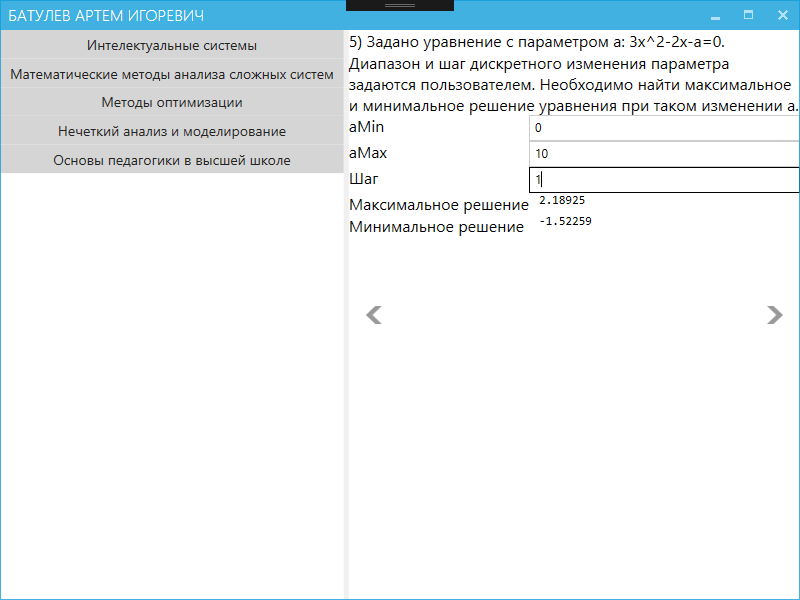 БАТУЛЕВ АРТЕМ ИГОРЕВИЧ
Интелектуальные системы
Математические методы анализа сложных систем
Методы оптимизации
Нечеткий анализ и моделирование
Основы педагогики в высшей школе
5) Задано уравнение с параметром a: 3x^2-2x-a=0.
Диапазон и шаг дискретного изменения параметра
задаются пользователем. Необходимо найти максимальное
и минимальное решение уравнения при таком изменении a.
aMin 0
aMax 10
Шаг 1
Максимальное решение 2.18925
Минимальное решение -1.52259